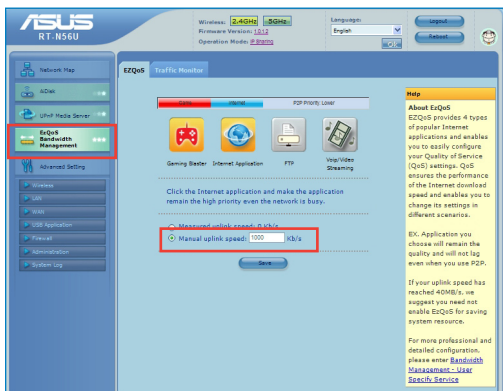 ASUS
RT-N56U
Wireless: 2.4GHz 5GHz
Firmware Version: 1.0.1.2
Operation Mode: IP Sharing
Language:
English
Logout
Reboot
Network Map
AiDisk
UPnP Media Server
EzQoS
Bandwidth
Management
Advanced Setting
Wireless
LAN
WAN
USB Application
Firewall
Administration
System Log
EZQoS Traffic Monitor
Game Internet P2P Priority: Lower
Gaming Blaster Internet Application FTP Voip/Video
Streaming
Click the Internet application and make the application
remain the high priority even the network is busy.
Measured uplink speed: 0 Kb/s
Manual uplink speed: 1000 Kb/s
Save
Help
About EzQoS
EZQoS provides 4 types
of popular Internet
applications and enables
you to easily configure
your Quality of Service
(QoS) settings. QoS
ensures the performance
of the Internet download
speed and enables you to
change its settings in
different scenarios.
EX. Application you
choose will remain the
quality and will not lag
even when you use P2P.
If your uplink speed has
reached 40MB/s, we
suggest you need not
enable EzQoS for saving
system resource.
For more professional and
detailed configuration,
please enter Bandwidth
Management - User
Specify Service